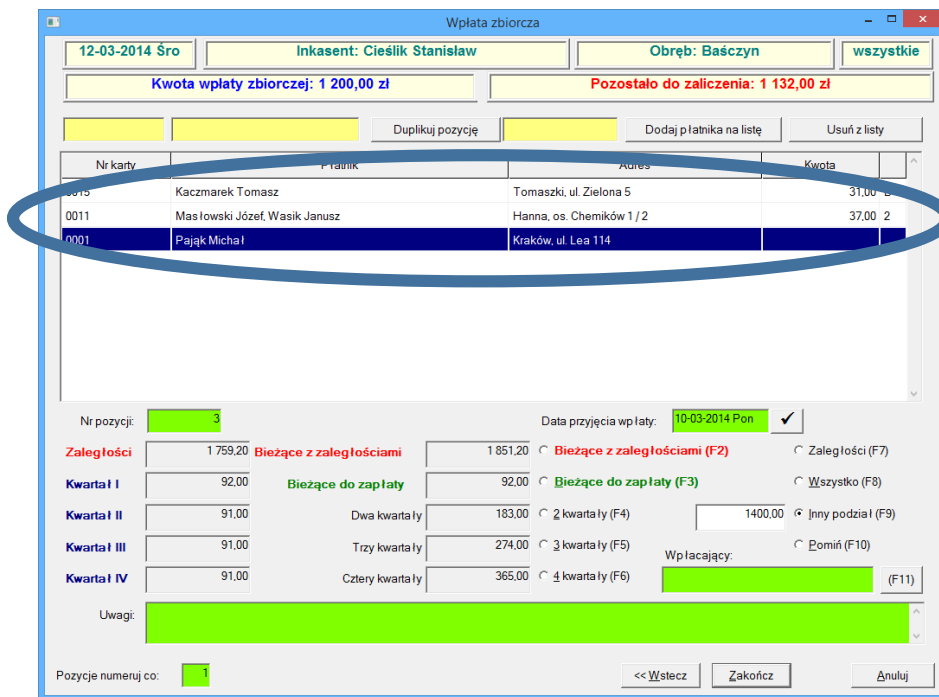 Wpłata zbiorcza
12-03-2014 Śro Inkasent: Cieślik Stanisław Obręb: Baśczyn wszystkie
Kwota wpłaty zbiorczej: 1 200,00 zł Pozostało do zaliczenia: 1 132,00 zł
Duplikuj pozycję Dodaj płatnika na listę Usuń z listy
Nr karty Płatnik Adres Kwota
0015 Kaczmarek Tomasz Tomaszki, ul. Zielona 5 31,00
0011 Masłowski Józef, Wasik Janusz Hanna, os. Chemików 1 / 2 37,00 2
0001 Pająk Michał Kraków, ul. Lea 114
Nr pozycji: 3 Data przyjęcia wpłaty: 10-03-2014 Pon
Zaległości 1 759,20 Bieżące z zaległościami 1 851,20 Bieżące z zaległościami (F2) Zaległości (F7)
Kwartał I 92,00 Bieżące do zapłaty 92,00 Bieżące do zapłaty (F3) Wszystko (F8)
Kwartał II 91,00 Dwa kwartały 183,00 2 kwartały (F4) 1400,00 Inny podział (F9)
Kwartał III 91,00 Trzy kwartały 274,00 3 kwartały (F5) Pomiń (F10)
Wpłacający:
Kwartał IV 91,00 Cztery kwartały 365,00 4 kwartały (F6) (F11)
Uwagi:
Pozycje numeruj co: 1 << Wstecz Zakończ Anuluj